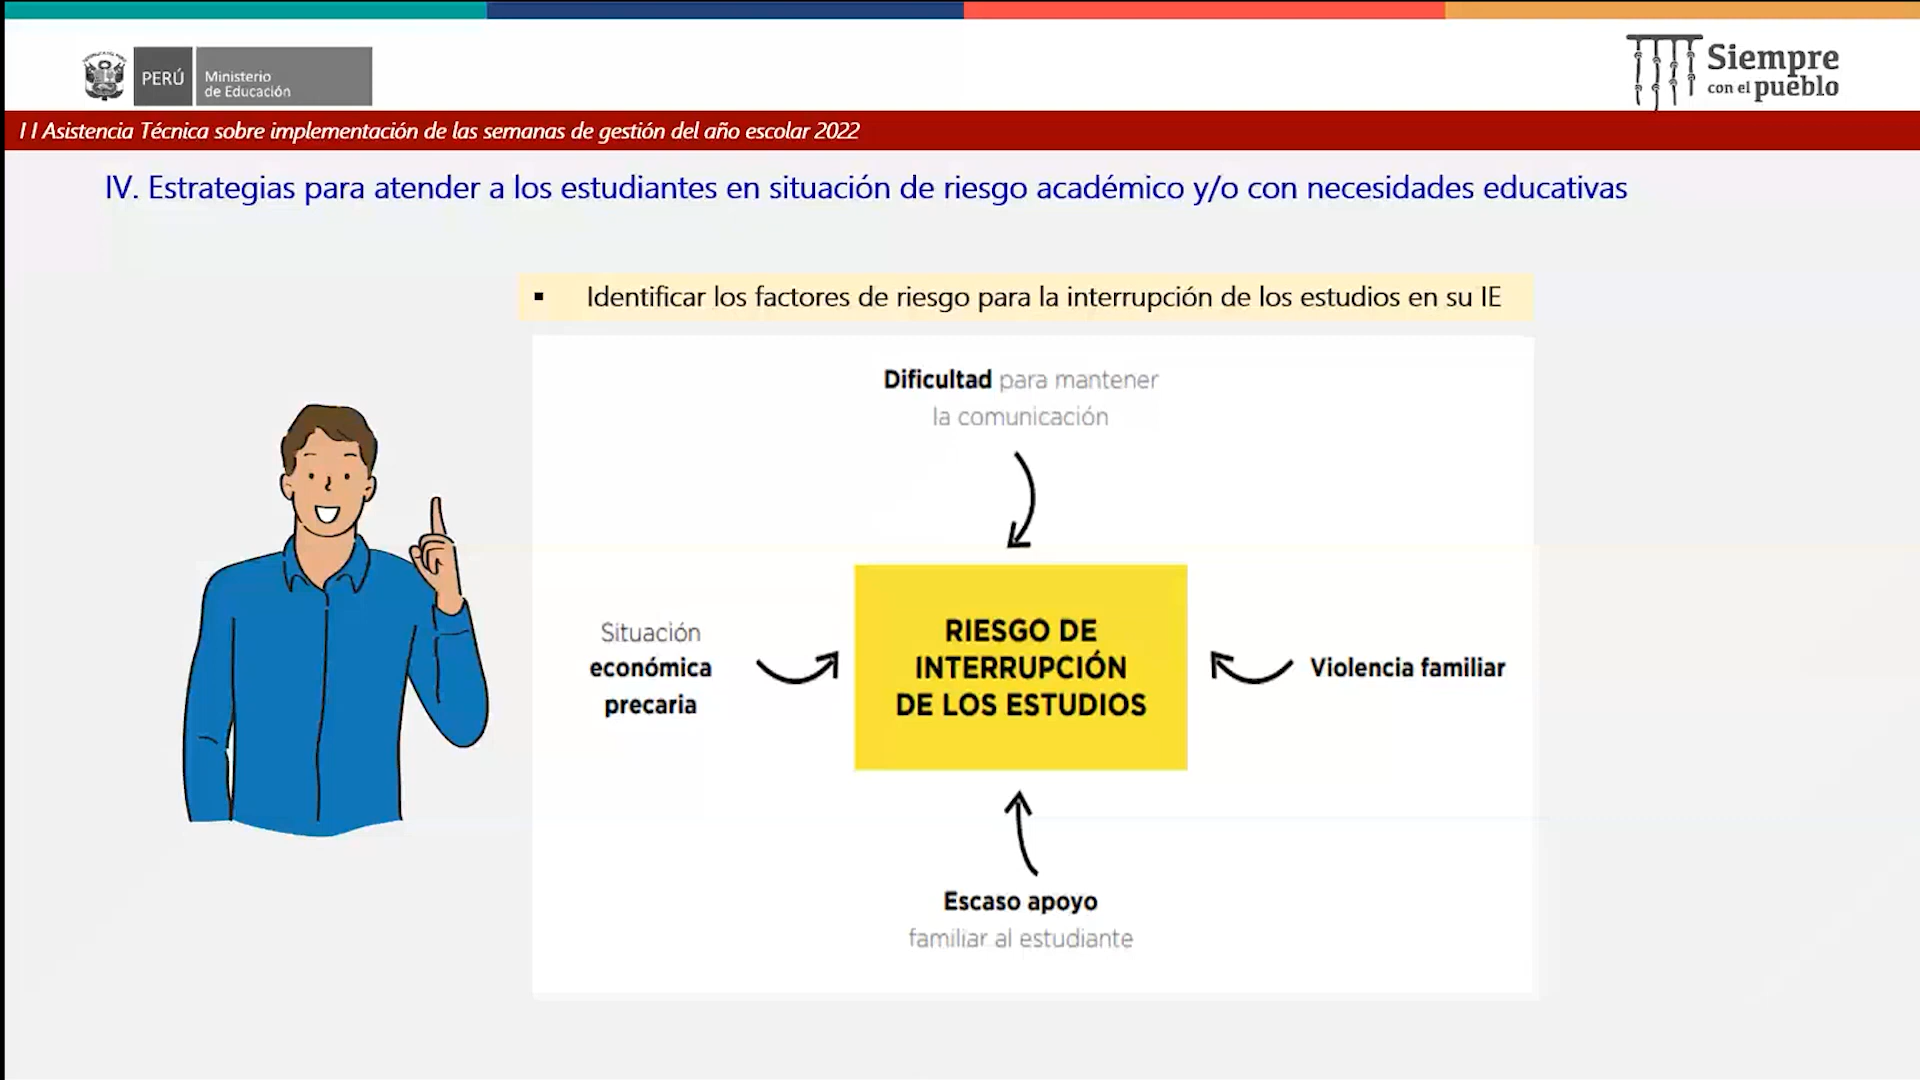 PERÚ
Ministerio
de Educación
Siempre
con el pueblo
I I Asistencia Técnica sobre implementación de las semanas de gestión del año escolar 2022
IV. Estrategias para atender a los estudiantes en situación de riesgo académico y/o con necesidades educativas
▪ Identificar los factores de riesgo para la interrupción de los estudios en su IE
Dificultad para mantener
la comunicación
Situación
económica
precaria
RIESGO DE
INTERRUPCIÓN
DE LOS ESTUDIOS
Violencia familiar
Escaso apoyo
familiar al estudiante